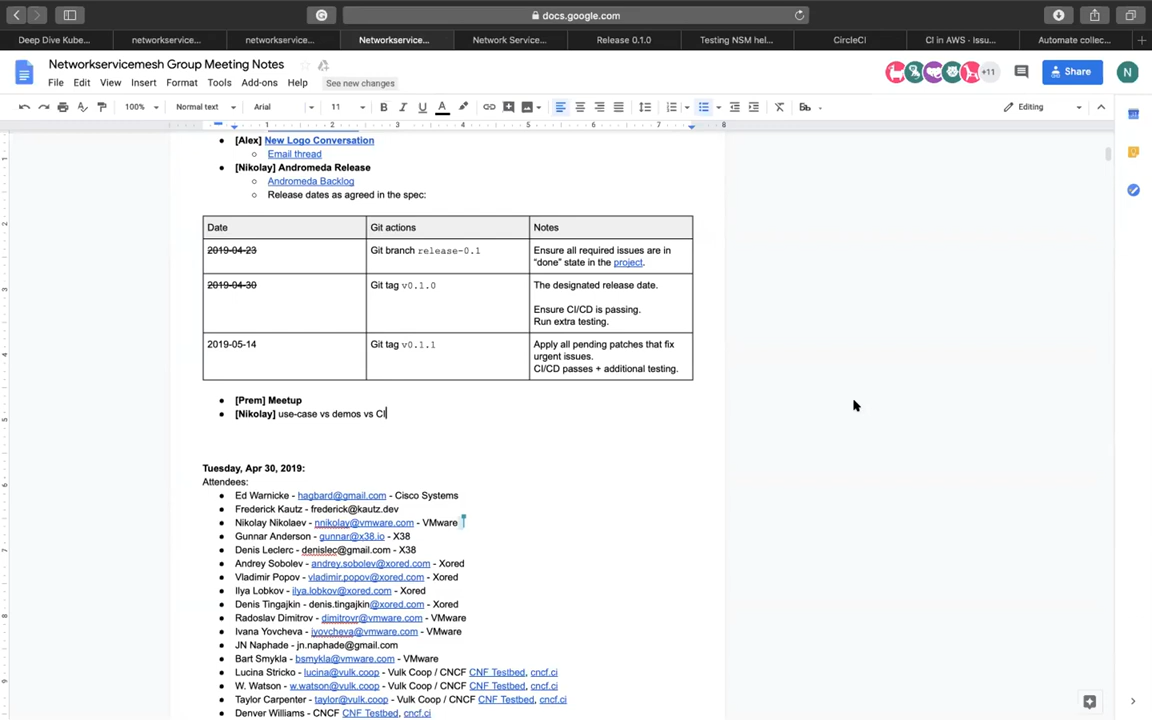 docs.google.com
Deep Dive Kube...
networkservice...
networkservice...
Networkservice...
Network Service...
Release 0.1.0
Testing NSM hel...
CircleCI
CI in AWS · Issu...
Automate collec...
Networkservicemesh Group Meeting Notes
File Edit View Insert Format Tools Add-ons Help See new changes
+11
Share
N
100% Normal text Arial 11 B I U A Editing
1 2 3 4 5 6 7 8
[Alex] New Logo Conversation
Email thread
[Nikolay] Andromeda Release
Andromeda Backlog
Release dates as agreed in the spec:
Date Git actions Notes
2019-04-23 Git branch release-0.1 Ensure all required issues are in
“done” state in the project.
2019-04-30 Git tag v0.1.0 The designated release date.
Ensure CI/CD is passing.
Run extra testing.
2019-05-14 Git tag v0.1.1 Apply all pending patches that fix
urgent issues.
CI/CD passes + additional testing.
[Prem] Meetup
[Nikolay] use-case vs demos vs CI
Tuesday, Apr 30, 2019:
Attendees:
Ed Warnicke - hagbard@gmail.com - Cisco Systems
Frederick Kautz - frederick@kautz.dev
Nikolay Nikolaev - nnikolay@vmware.com - VMware
Gunnar Anderson - gunnar@x38.io - X38
Denis Leclerc - denislec@gmail.com - X38
Andrey Sobolev - andrey.sobolev@xored.com - Xored
Vladimir Popov - vladimir.popov@xored.com - Xored
Ilya Lobkov - ilya.lobkov@xored.com - Xored
Denis Tingajkin - denis.tingajkin@xored.com - Xored
Radoslav Dimitrov - dimitrovr@vmware.com - VMware
Ivana Yovcheva - iyovcheva@vmware.com - VMware
JN Naphade - jn.naphade@gmail.com
Bart Smykla - bsmykla@vmware.com - VMware
Lucina Stricko - lucina@vulk.coop - Vulk Coop / CNCF CNF Testbed, cncf.ci
W. Watson - w.watson@vulk.coop - Vulk Coop / CNCF CNF Testbed, cncf.ci
Taylor Carpenter - taylor@vulk.coop - Vulk Coop / CNCF CNF Testbed, cncf.ci
Denver Williams - CNCF CNF Testbed, cncf.ci